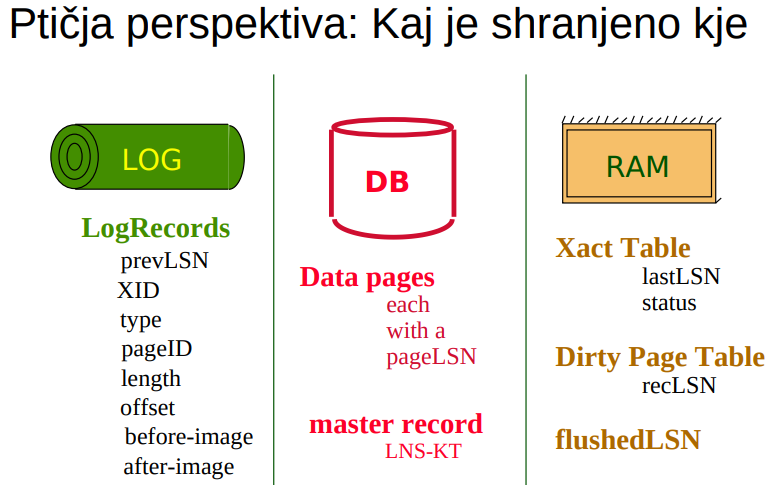 Ptičja perspektiva: Kaj je shranjeno kje
LOG
LogRecords
prevLSN
XID
type
pageID
length
offset
before-image
after-image
DB
Data pages
each
with a
pageLSN
master record
LNS-KT
RAM
Xact Table
lastLSN
status
Dirty Page Table
recLSN
flushedLSN